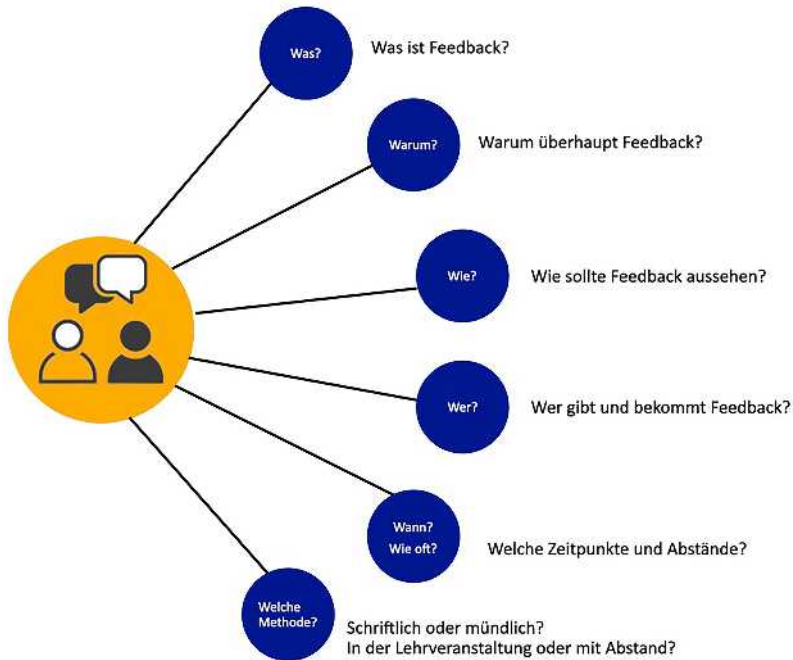 Was?
Was ist Feedback?
Warum?
Warum überhaupt Feedback?
Wie?
Wie sollte Feedback aussehen?
Wer?
Wer gibt und bekommt Feedback?
Wann?
Wie oft?
Welche Zeitpunkte und Abstände?
Welche
Methode?
Schriftlich oder mündlich?
In der Lehrveranstaltung oder mit Abstand?